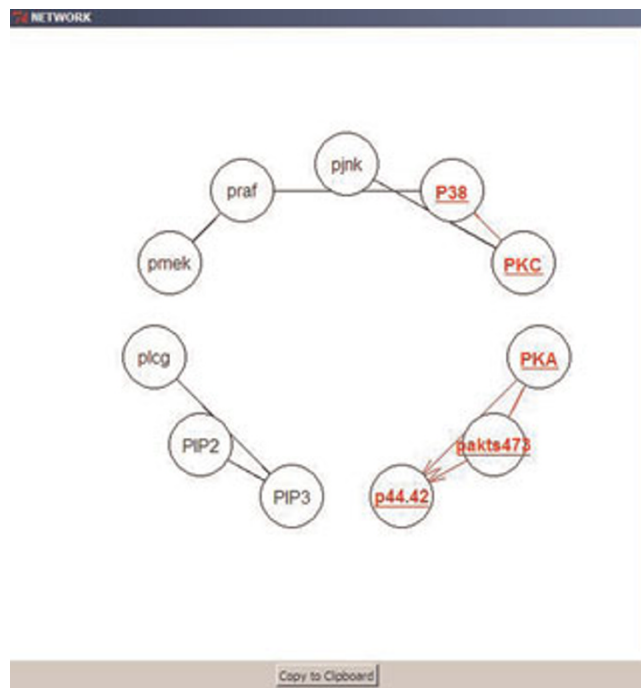 NETWORK
pjnk
praf
P38
pmek
PKC
plcg
PKA
PIP2
pakts473
PIP3
p44.42
Copy to Clipboard